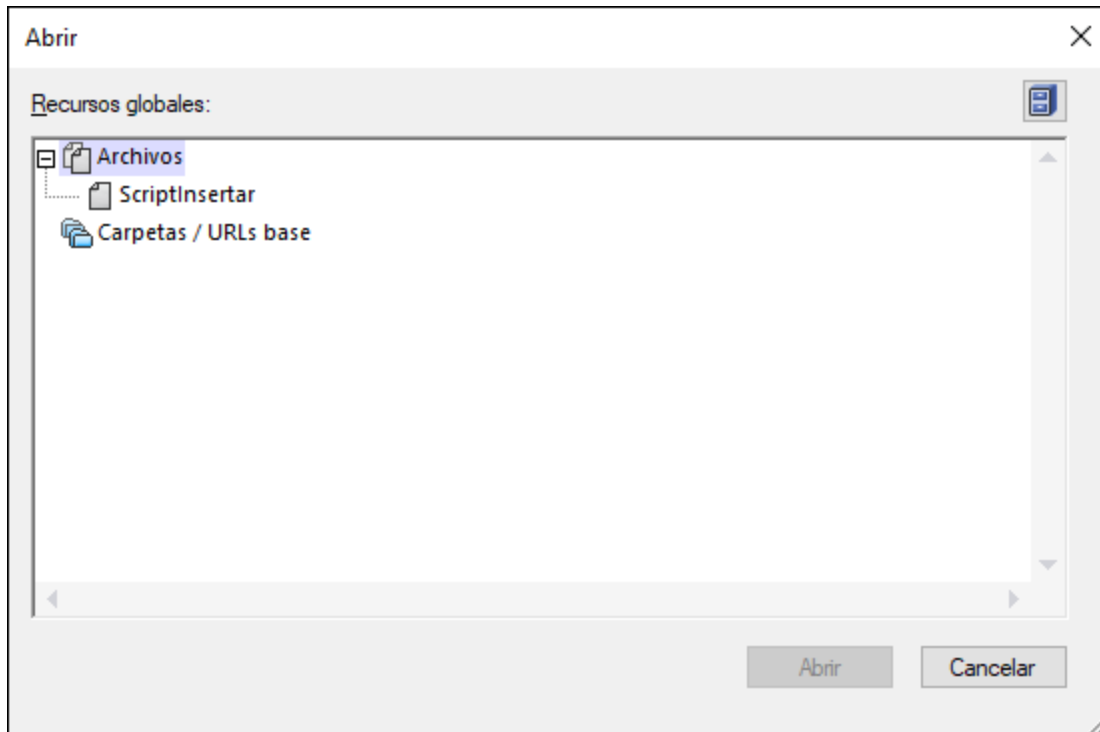 Abrir
Recursos globales:
Archivos
ScriptInsertar
Carpetas / URLs base
Abrir
Cancelar